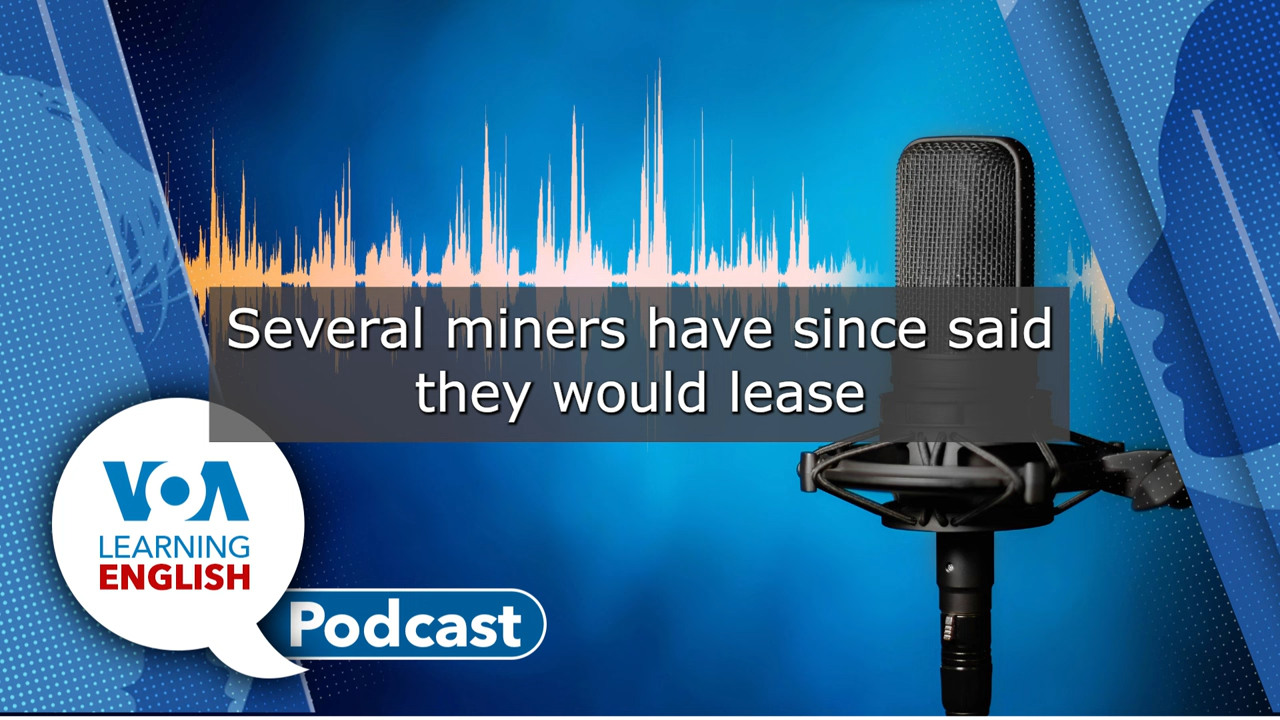 Several miners have since said
they would lease
VOA
LEARNING
ENGLISH
Podcast